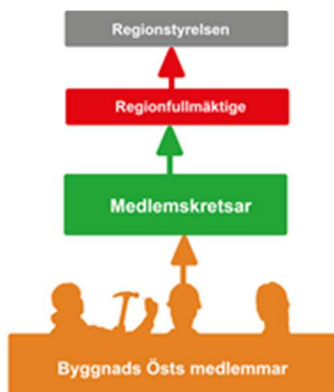 Regionstyrelsen
Regionfullmäktige
Medlemskretsar
Byggnads Östs medlemmar